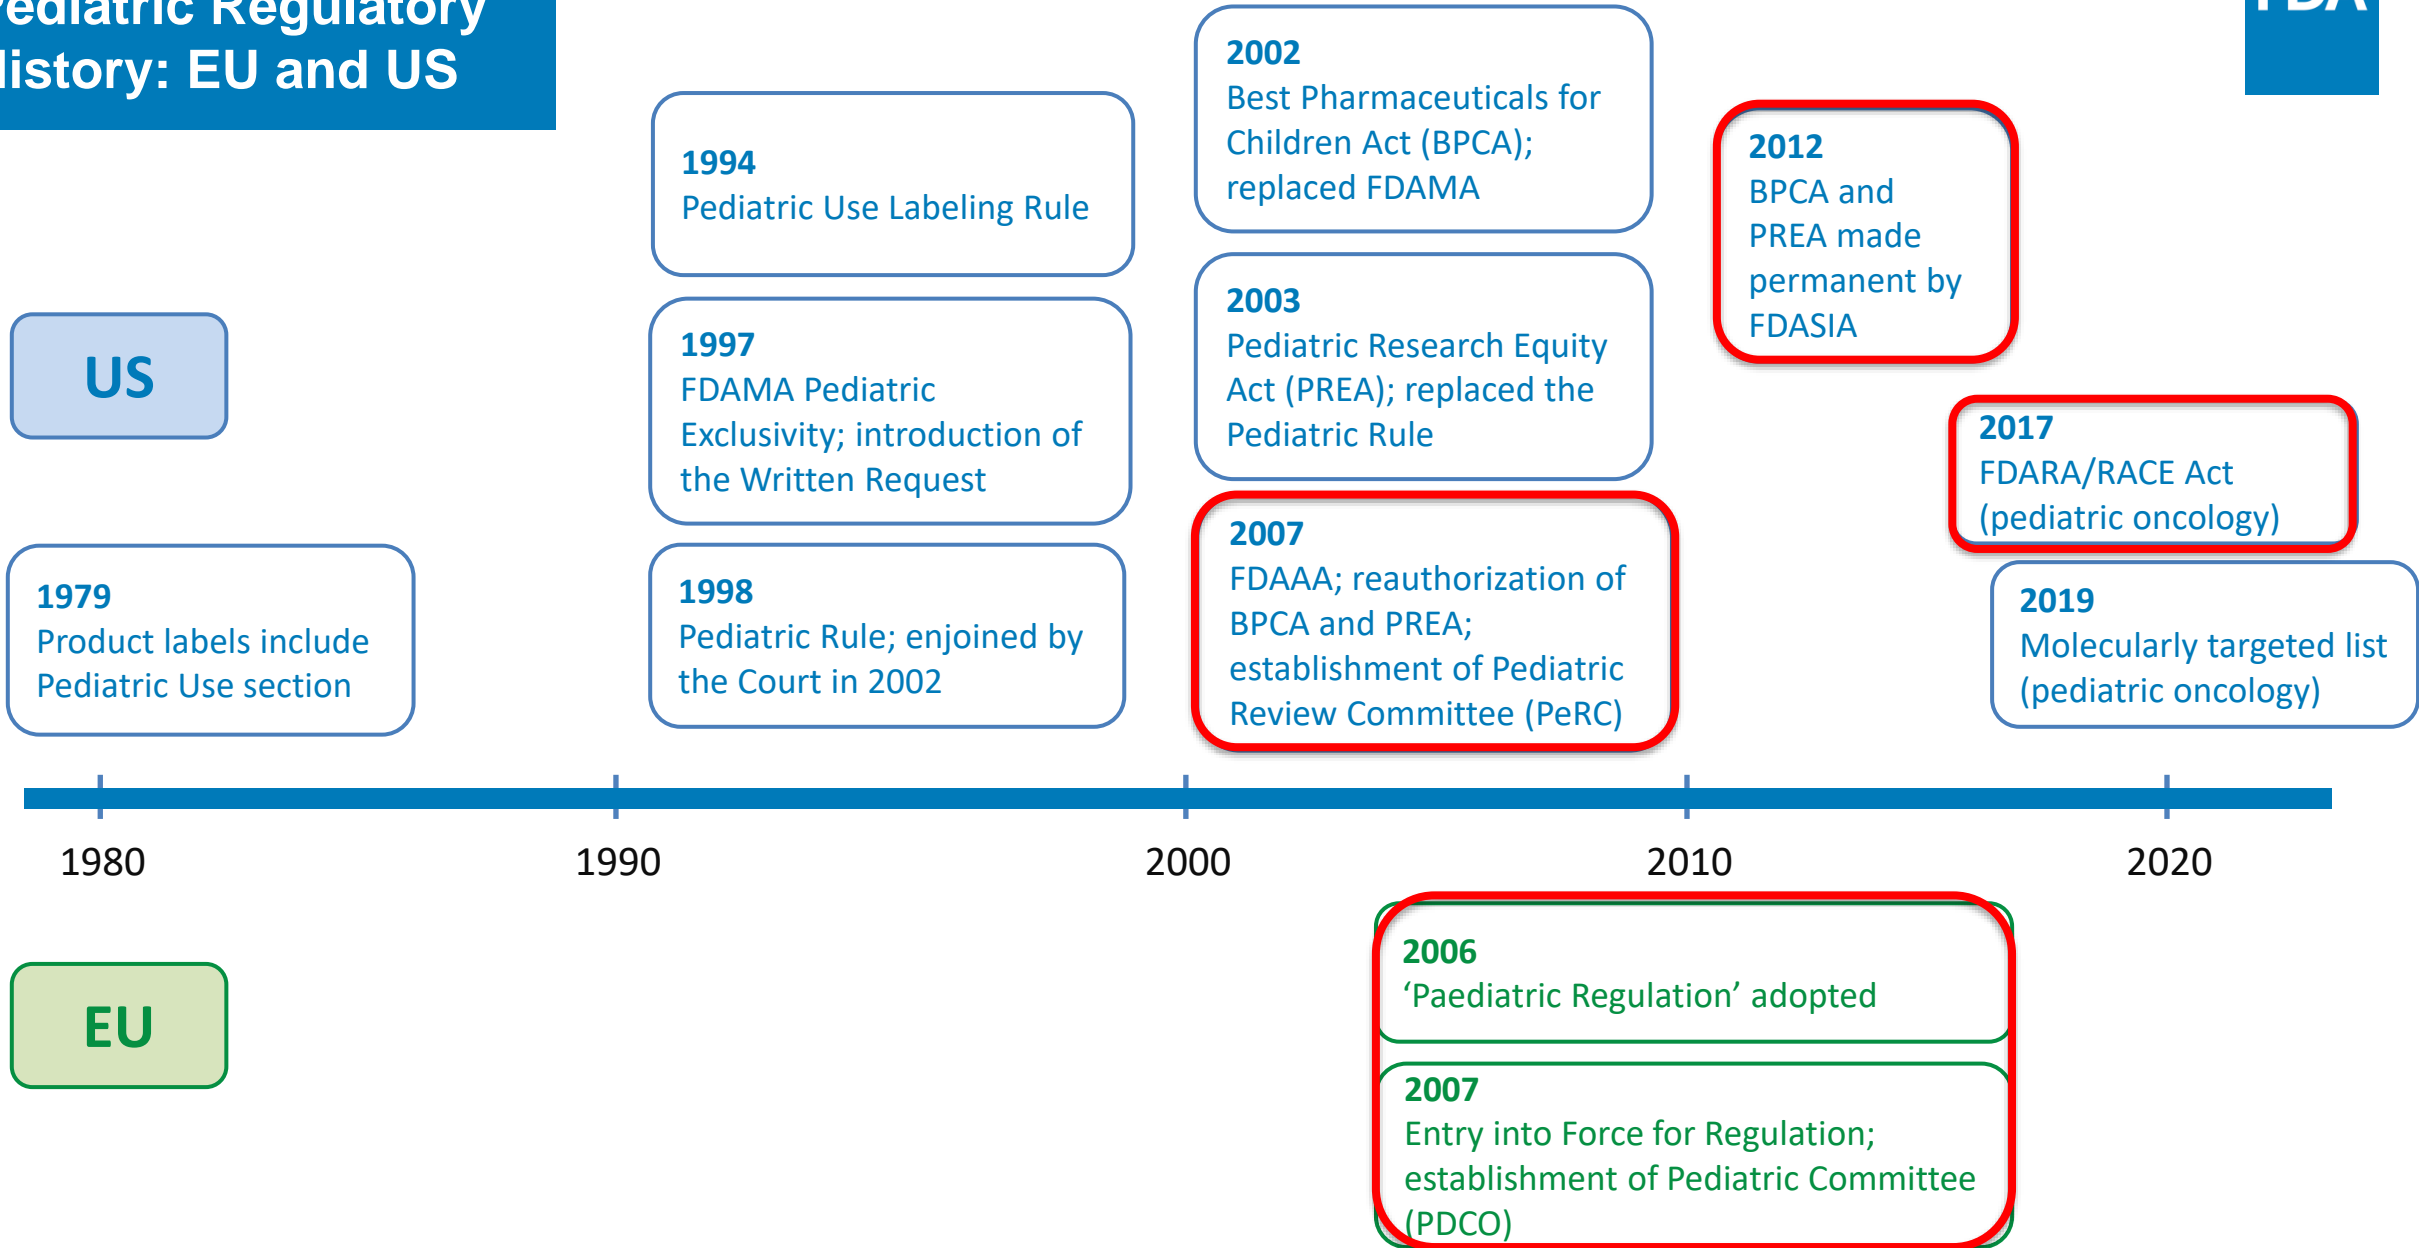 Pediatric Regulatory
History: EU and US
FDA
1994
Pediatric Use Labeling Rule
1997
FDAMA Pediatric
Exclusivity; introduction of
the Written Request
1998
Pediatric Rule; enjoined by
the Court in 2002
2002
Best Pharmaceuticals for
Children Act (BPCA);
replaced FDAMA
2003
Pediatric Research Equity
Act (PREA); replaced the
Pediatric Rule
2007
FDAAA; reauthorization of
BPCA and PREA;
establishment of Pediatric
Review Committee (PeRC)
2012
BPCA and
PREA made
permanent by
FDASIA
2017
FDARA/RACE Act
(pediatric oncology)
2019
Molecularly targeted list
(pediatric oncology)
US
1979
Product labels include
Pediatric Use section
1980
1990
2000
2010
2020
EU
2006
‘Paediatric Regulation’ adopted
2007
Entry into Force for Regulation;
establishment of Pediatric Committee
(PDCO)